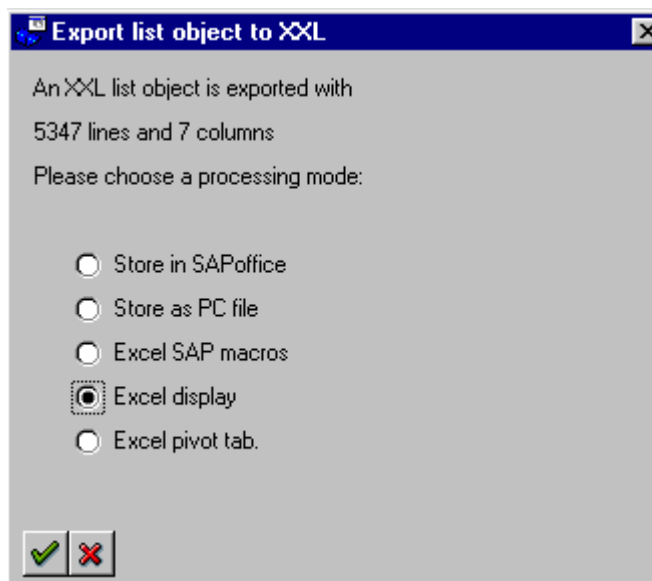 Export list object to XXL
An XXL list object is exported with
5347 lines and 7 columns
Please choose a processing mode:
Store in SAPoffice
Store as PC file
Excel SAP macros
Excel display
Excel pivot tab.